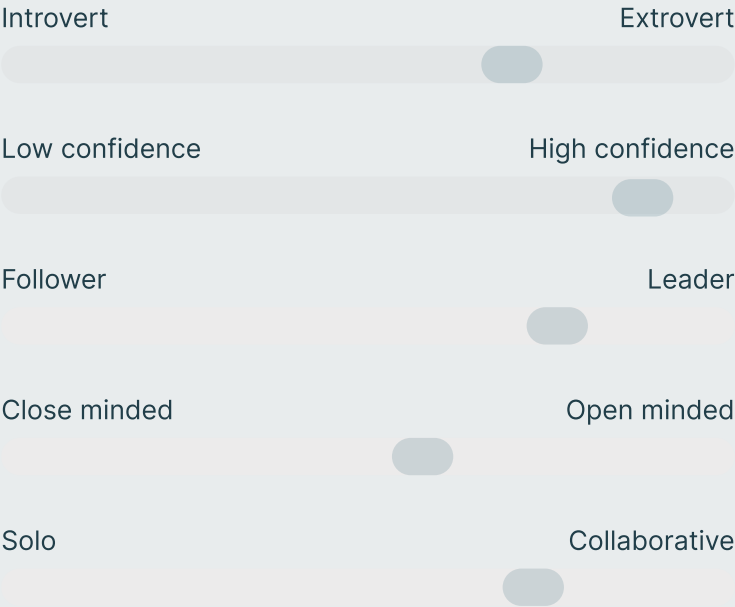 Introvert Extrovert
Low confidence High confidence
Follower Leader
Close minded Open minded
Solo Collaborative